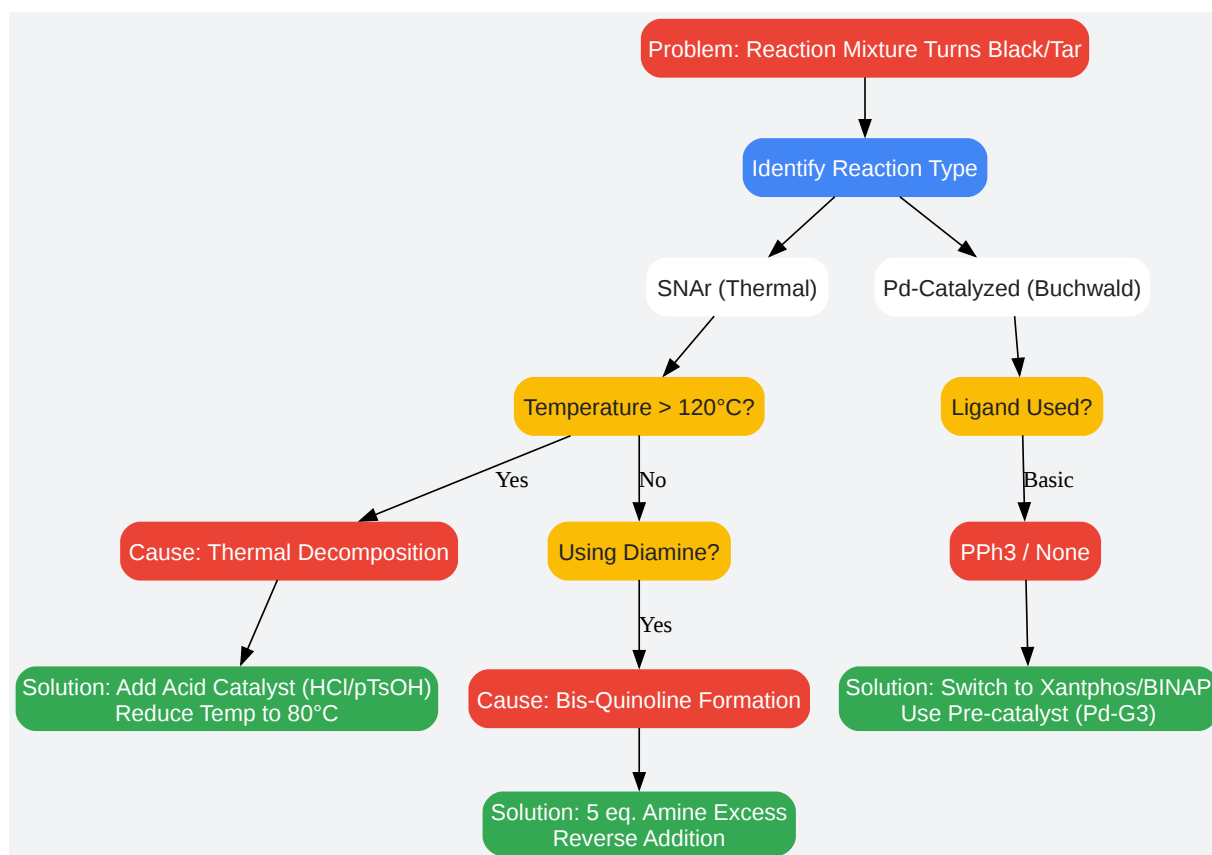 Problem: Reaction Mixture Turns Black/Tar
Identify Reaction Type
SNAr (Thermal)
Pd-Catalyzed (Buchwald)
Temperature > 120°C?
Ligand Used?
Yes
No
Basic
Cause: Thermal Decomposition
Using Diamine?
PPh3 / None
Yes
Solution: Add Acid Catalyst (HCl/pTsOH)
Reduce Temp to 80°C
Cause: Bis-Quinoline Formation
Solution: Switch to Xantphos/BINAP
Use Pre-catalyst (Pd-G3)
Solution: 5 eq. Amine Excess
Reverse Addition